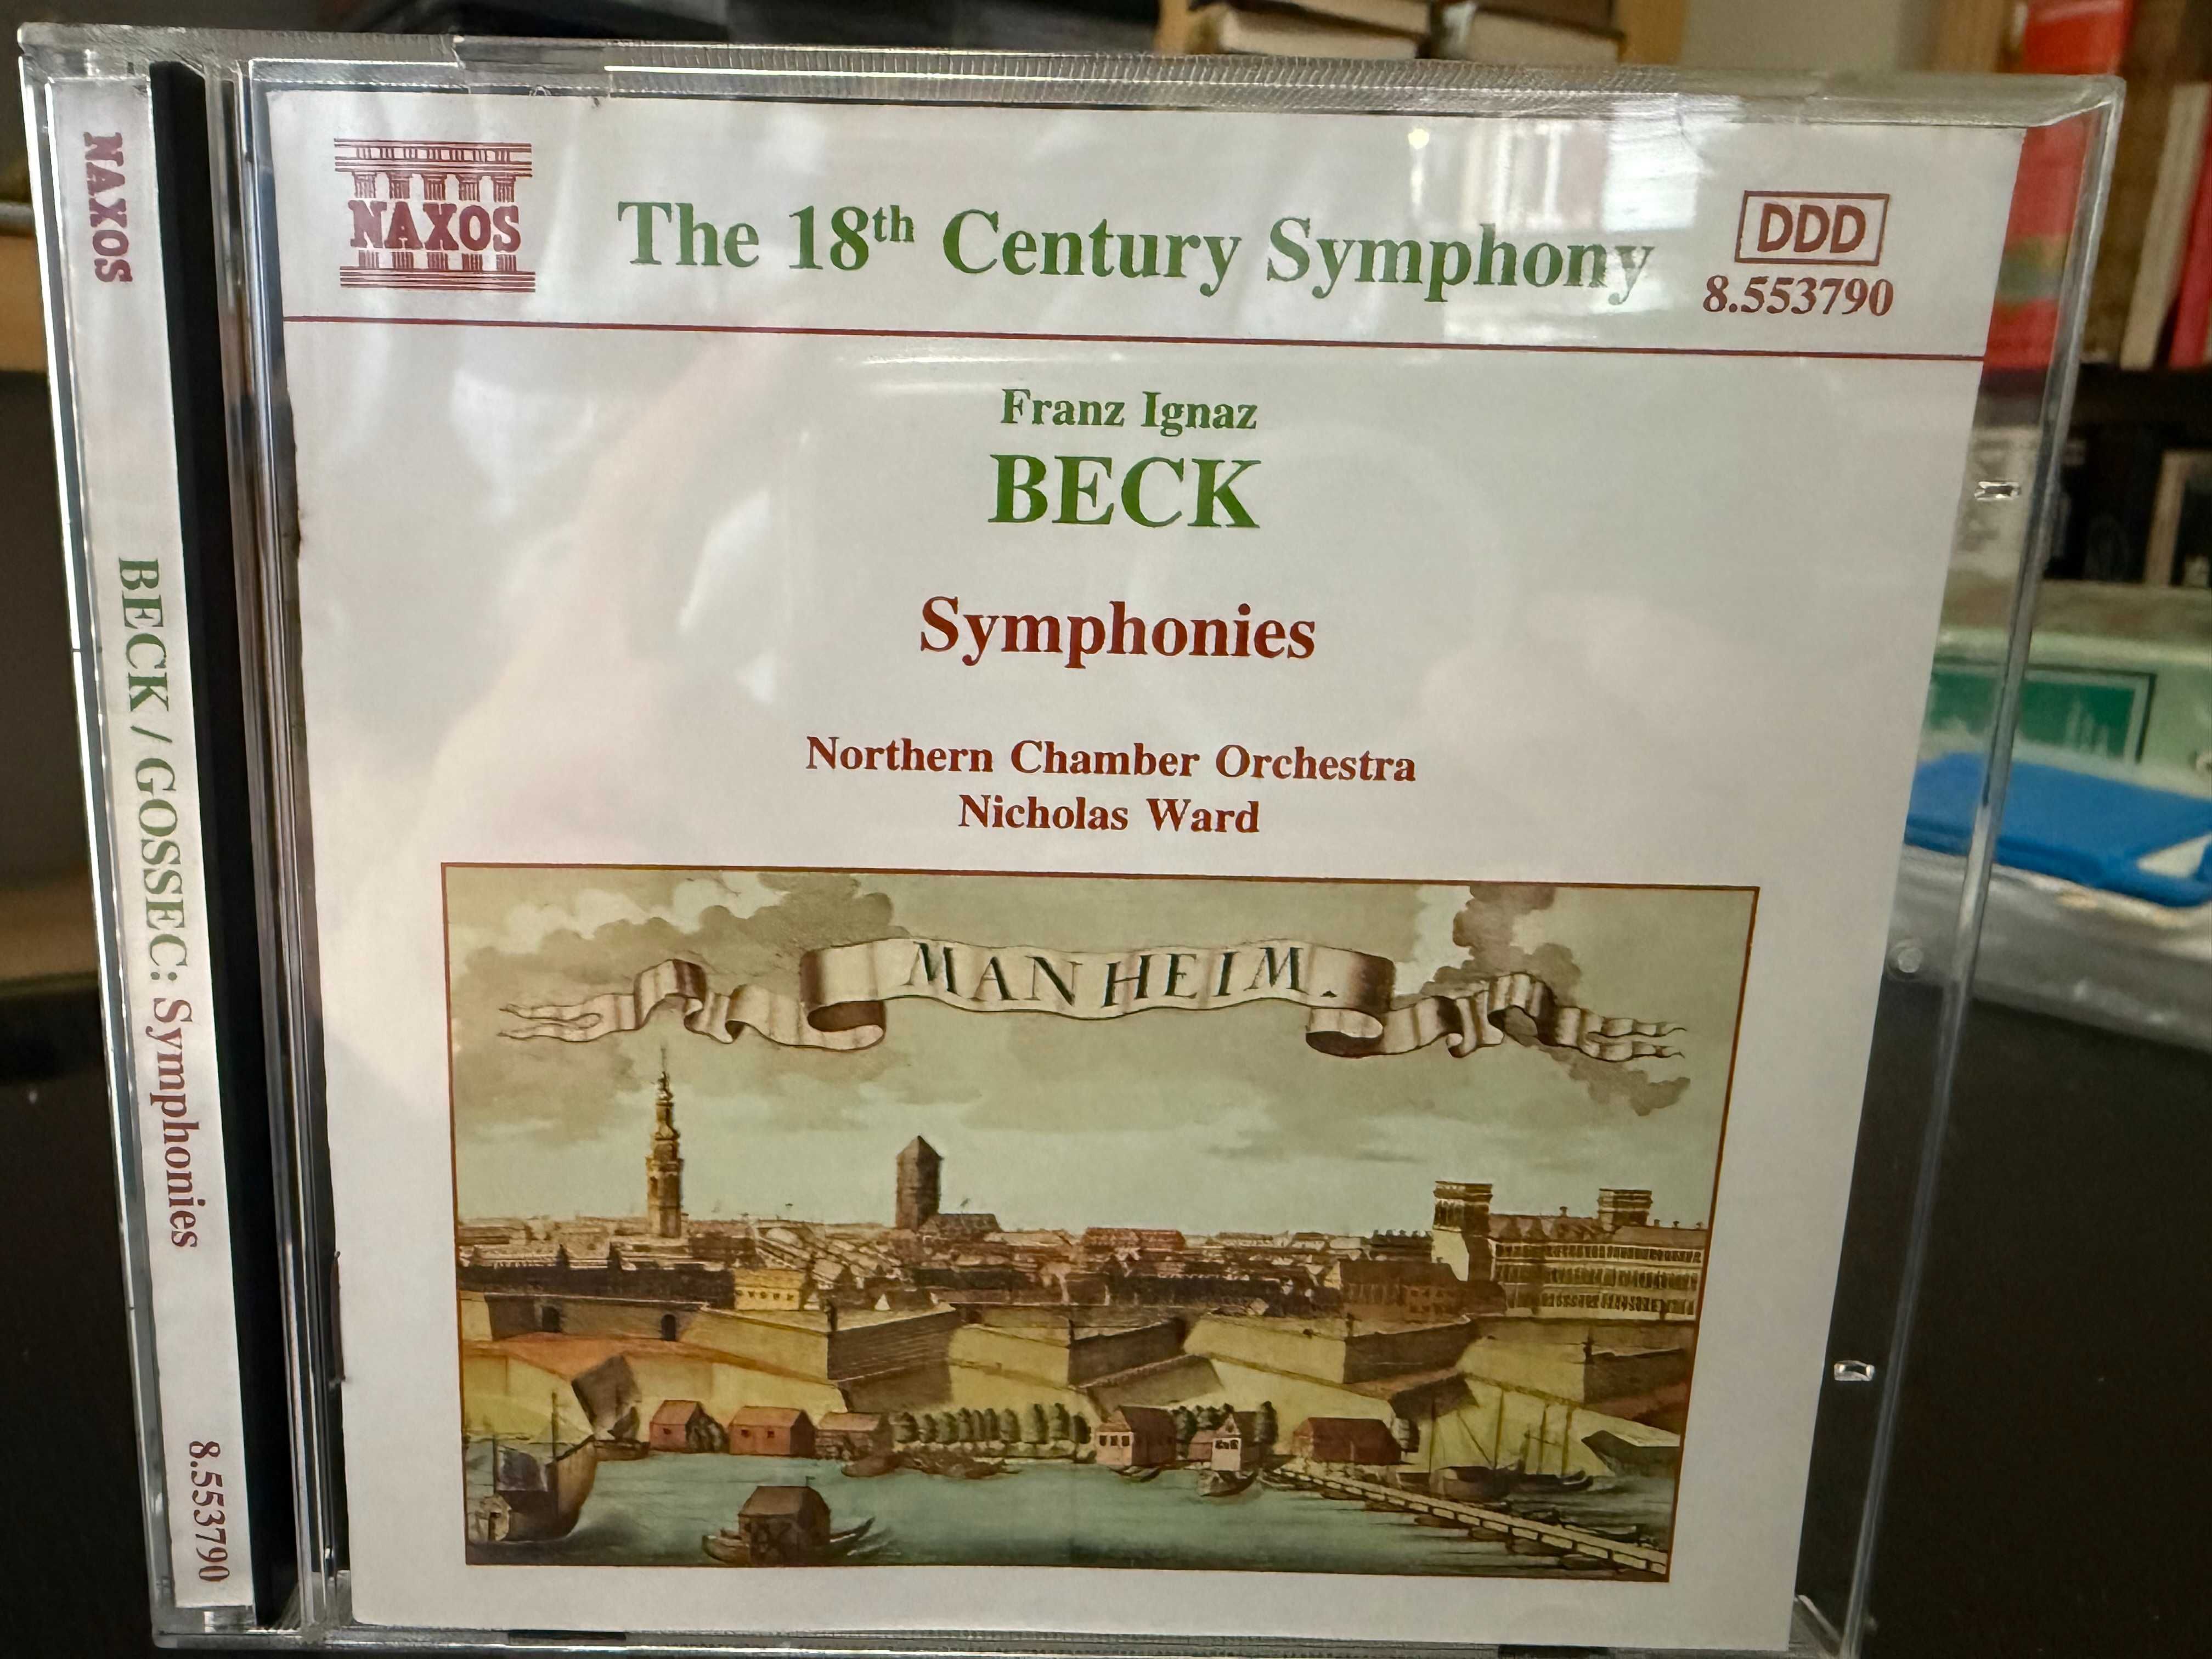 NAXOS
BECK / GOSSEC: Symphonies
8.553790
NAXOS
The 18th Century Symphony
DDD
8.553790
Franz Ignaz
BECK
Symphonies
Northern Chamber Orchestra
Nicholas Ward
MANHEIM.